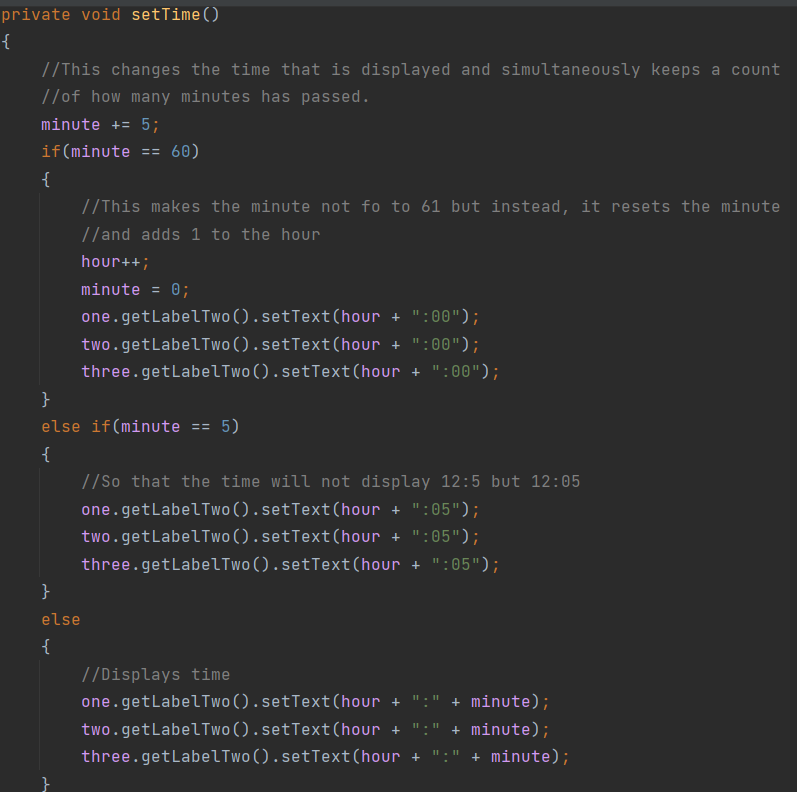 private void setTime()
{
//This changes the time that is displayed and simultaneously keeps a count
//of how many minutes has passed.
minute += 5;
if(minute == 60)
{
//This makes the minute not fo to 61 but instead, it resets the minute
//and adds 1 to the hour
hour++;
minute = 0;
one.getLabelTwo().setText(hour + ":00");
two.getLabelTwo().setText(hour + ":00");
three.getLabelTwo().setText(hour + ":00");
}
else if(minute == 5)
{
//So that the time will not display 12:5 but 12:05
one.getLabelTwo().setText(hour + ":05");
two.getLabelTwo().setText(hour + ":05");
three.getLabelTwo().setText(hour + ":05");
}
else
{
//Displays time
one.getLabelTwo().setText(hour + ":" + minute);
two.getLabelTwo().setText(hour + ":" + minute);
three.getLabelTwo().setText(hour + ":" + minute);
}